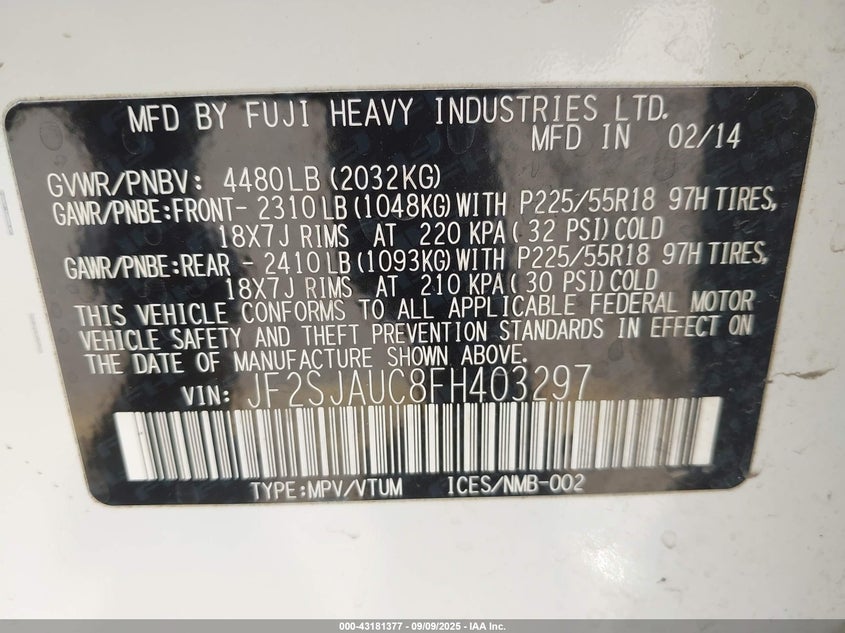 MFD BY FUJI HEAVY INDUSTRIES LTD.
MFD IN 02/14
GVWR/PNBV: 4480LB(2032KG)
GAWR/PNBE:FRONT- 2310LB(1048KG)WITH P225/55R18 97H TIRES,
18X7J RIMS AT 220 KPA( 32 PSI)COLD
GAWR/PNBE:REAR - 2410LB(1093KG)WITH P225/55R18 97H TIRES,
18X7J RIMS AT 210 KPA( 30 PSI)COLD
THIS VEHICLE CONFORMS TO ALL APPLICABLE FEDERAL MOTOR
VEHICLE SAFETY AND THEFT PREVENTION STANDARDS IN EFFECT ON
THE DATE OF MANUFACTURE SHOWN ABOVE.
VIN: JF2SJAUC8FH403297
TYPE:MPV/VTUM ICES/NMB-002
000-43181377 - 09/09/2025 - IAA Inc.